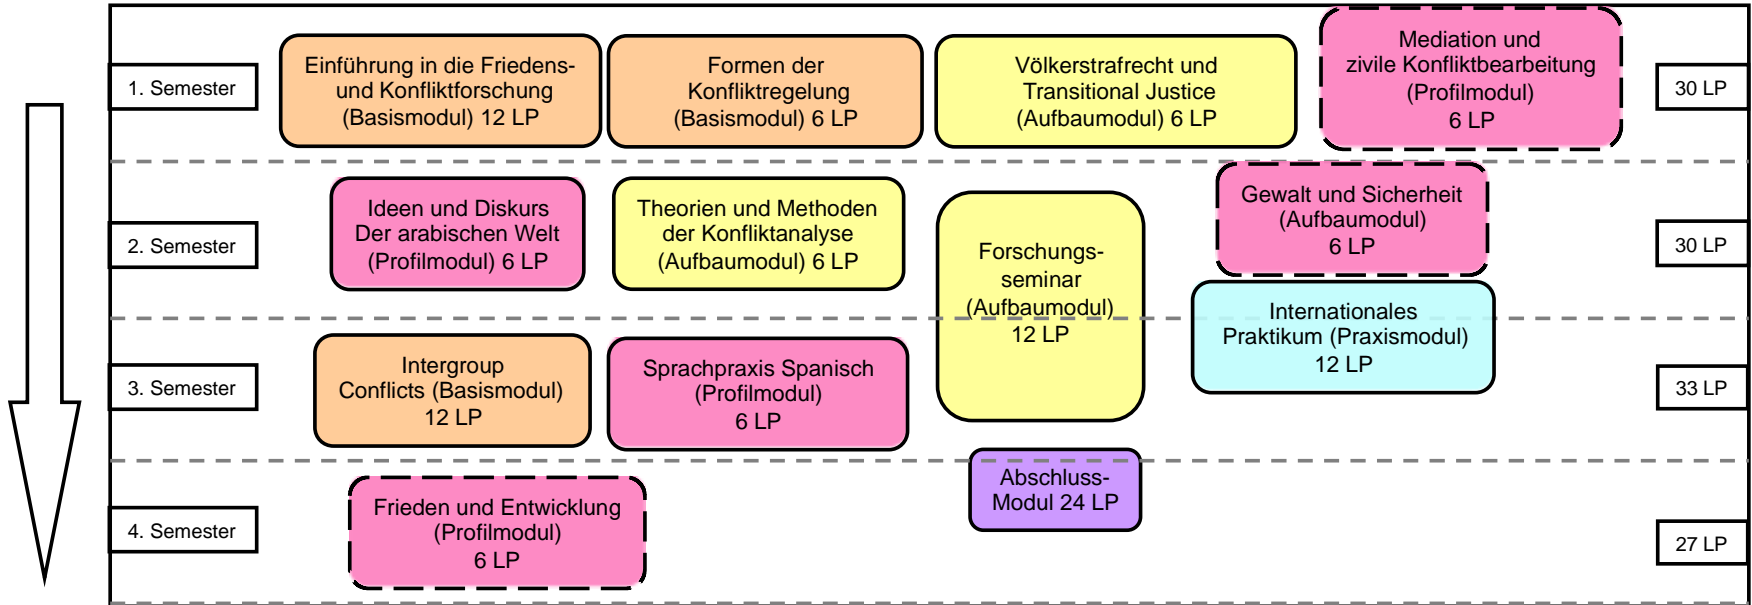 1. Semester
Einführung in die Friedens-
und Konfliktforschung
(Basismodul) 12 LP
Formen der
Konfliktregelung
(Basismodul) 6 LP
Völkerstrafrecht und
Transitional Justice
(Aufbaumodul) 6 LP
Mediation und
zivile Konfliktbearbeitung
(Profilmodul)
6 LP
30 LP
2. Semester
Ideen und Diskurs
Der arabischen Welt
(Profilmodul) 6 LP
Theorien und Methoden
der Konfliktanalyse
(Aufbaumodul) 6 LP
Forschungs-
seminar
(Aufbaumodul)
12 LP
Gewalt und Sicherheit
(Aufbaumodul)
6 LP
30 LP
Internationales
Praktikum (Praxismodul)
12 LP
3. Semester
Intergroup
Conflicts (Basismodul)
12 LP
Sprachpraxis Spanisch
(Profilmodul)
6 LP
33 LP
4. Semester
Frieden und Entwicklung
(Profilmodul)
6 LP
Abschluss-
Modul 24 LP
27 LP